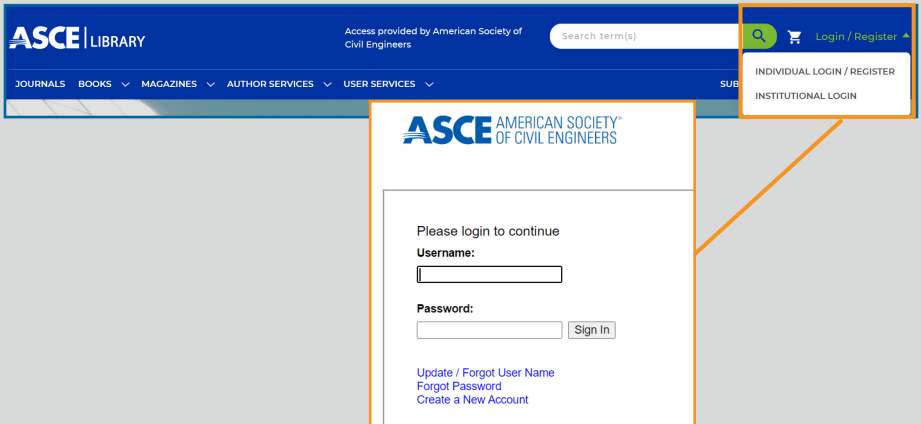 ASCE LIBRARY
Access provided by American Society of
Civil Engineers
Search term(s)
Login / Register
INDIVIDUAL LOGIN / REGISTER
INSTITUTIONAL LOGIN
JOURNALS BOOKS MAGAZINES AUTHOR SERVICES USER SERVICES
ASCE AMERICAN SOCIETY
OF CIVIL ENGINEERS
Please login to continue
Username:
Password:
Sign In
Update / Forgot User Name
Forgot Password
Create a New Account